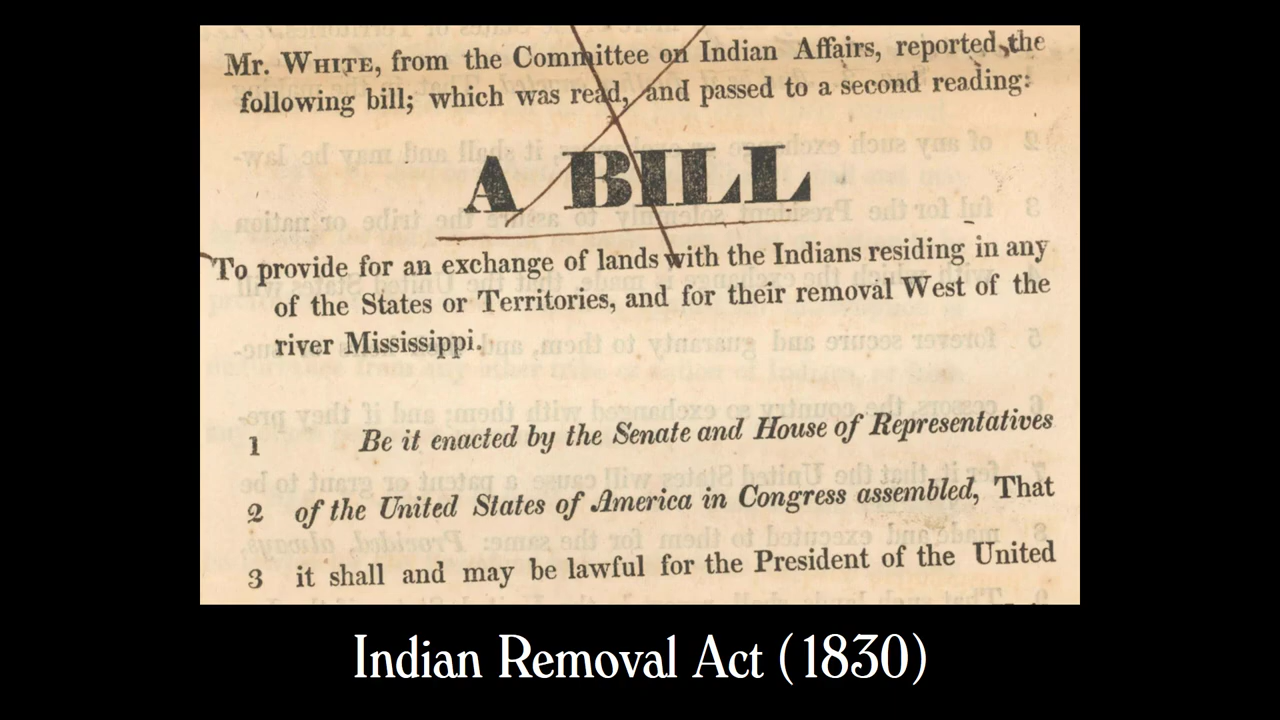 Mr. WHITE, from the Committee on Indian Affairs, reported the
following bill; which was read, and passed to a second reading:
A BILL
To provide for an exchange of lands with the Indians residing in any
of the States or Territories, and for their removal West of the
river Mississippi.
1 Be it enacted by the Senate and House of Representatives
2 of the United States of America in Congress assembled, That
3 it shall and may be lawful for the President of the United
Indian Removal Act (1830)